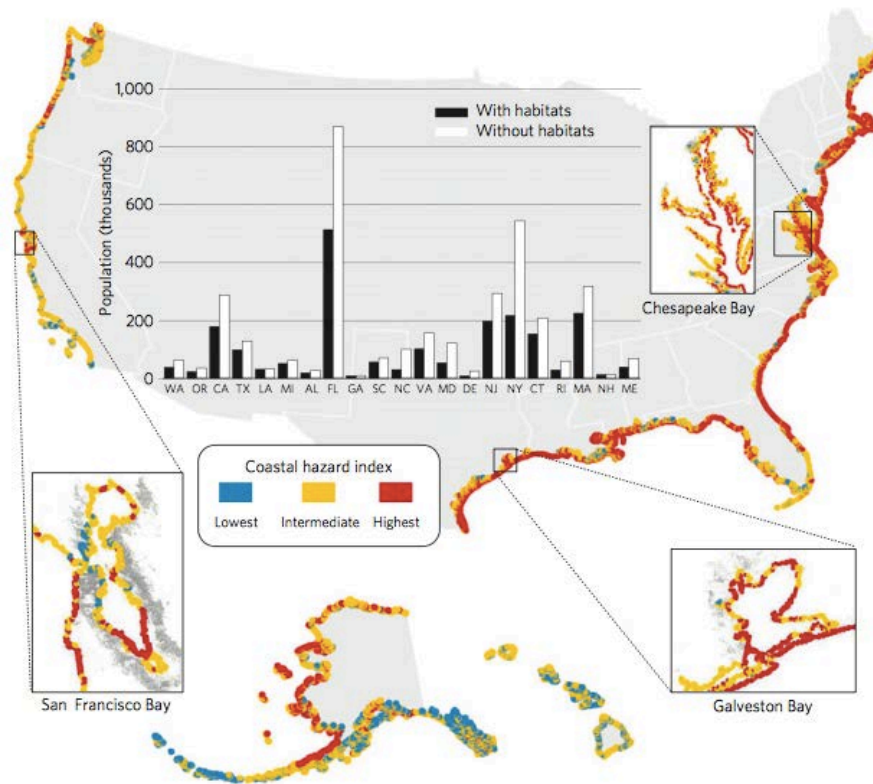 1,000
800
600
400
200
0
Population (thousands)
With habitats
Without habitats
WA OR CA TX LA MI AL FL GA SC NC VA MD DE NJ NY CT RI MA NH ME
Chesapeake Bay
Coastal hazard index
Lowest Intermediate Highest
San Francisco Bay
Galveston Bay